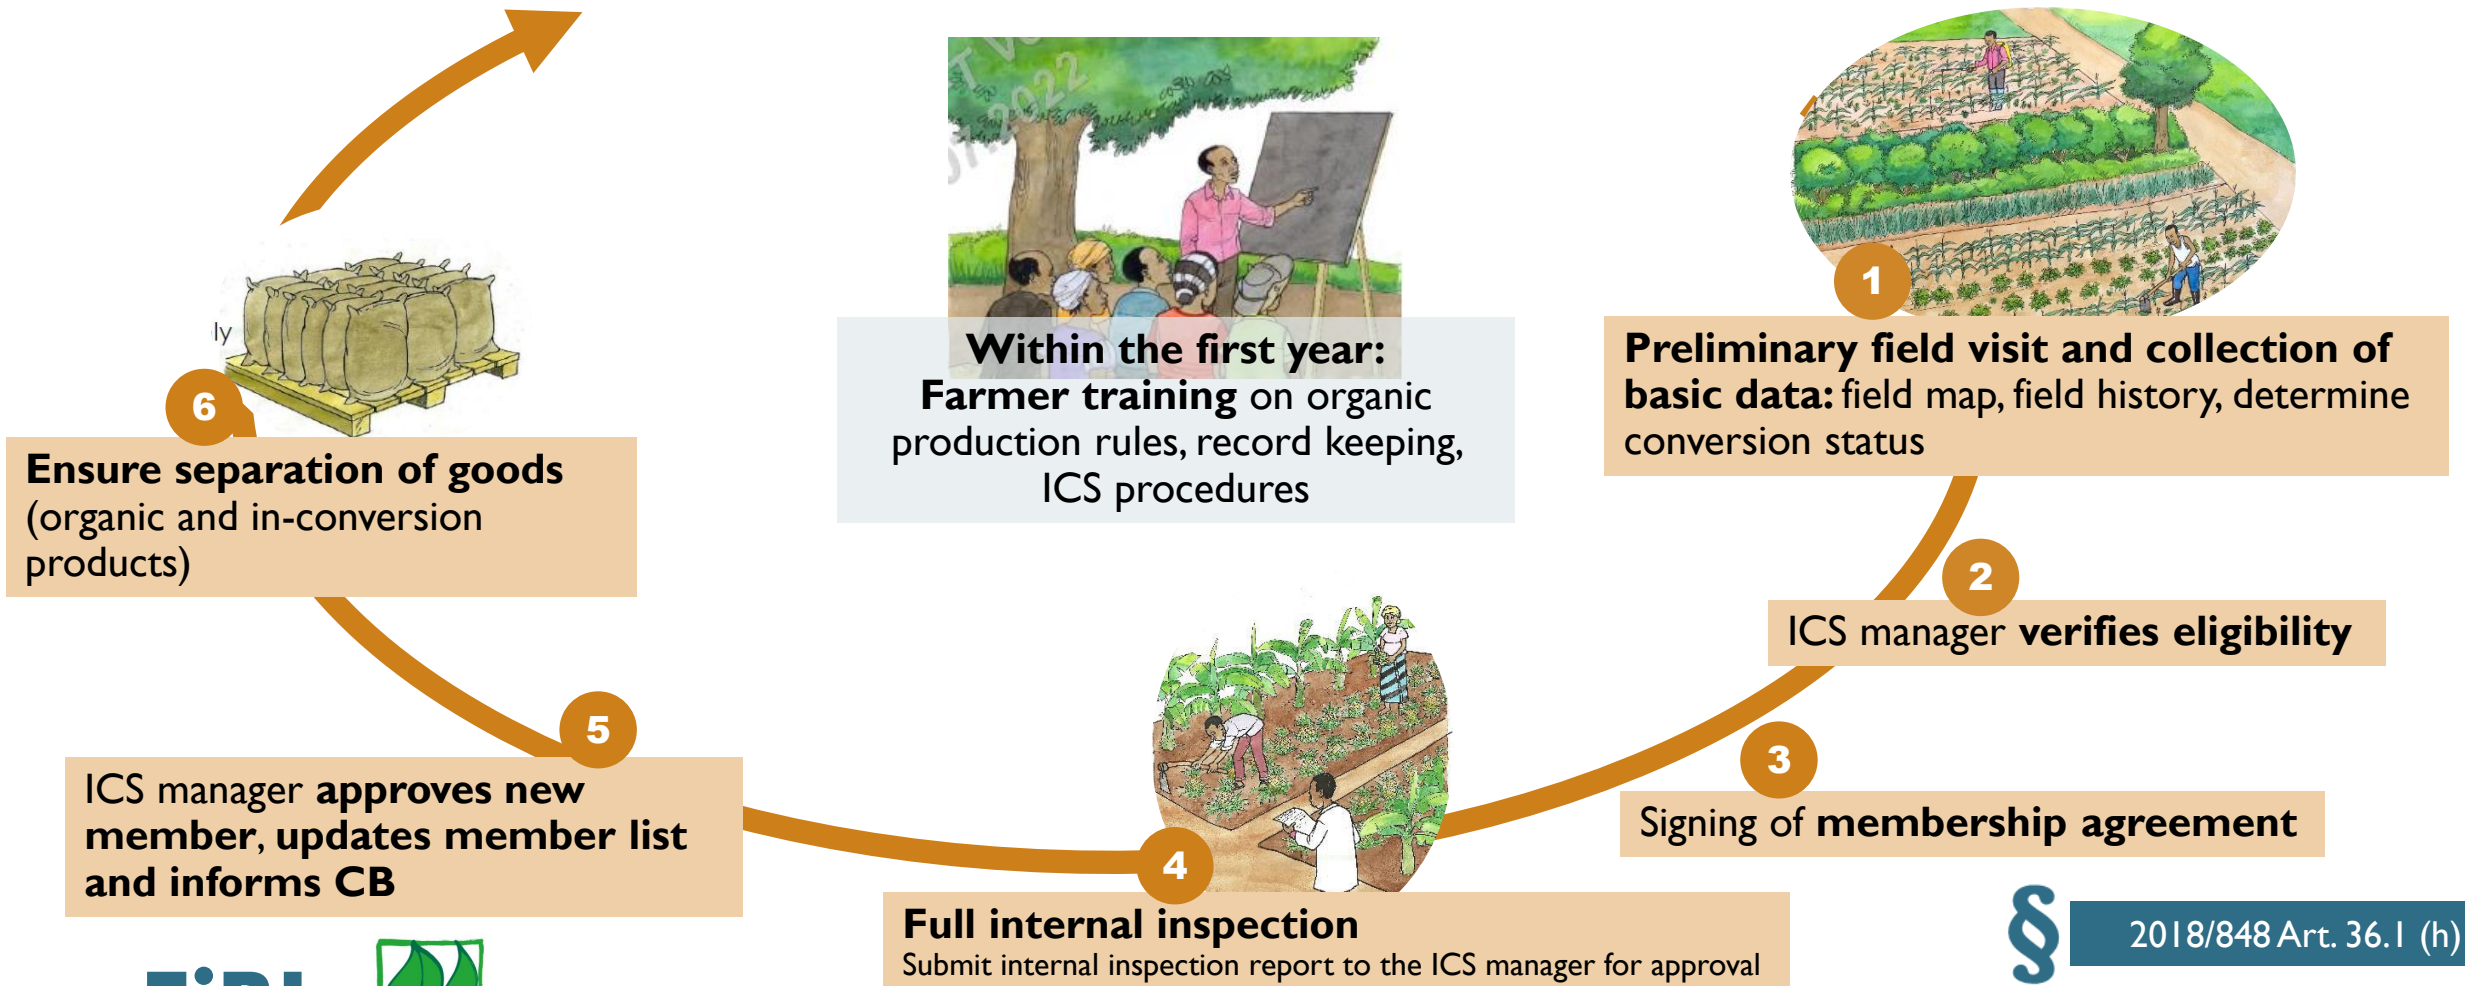 1
Preliminary field visit and collection of
basic data: field map, field history, determine
conversion status
2
ICS manager verifies eligibility
3
Signing of membership agreement
4
Full internal inspection
Submit internal inspection report to the ICS manager for approval
5
ICS manager approves new
member, updates member list
and informs CB
6
ly
Ensure separation of goods
(organic and in-conversion
products)
Within the first year:
Farmer training on organic
production rules, record keeping,
ICS procedures
§
2018/848 Art. 36.1 (h)
FiBL